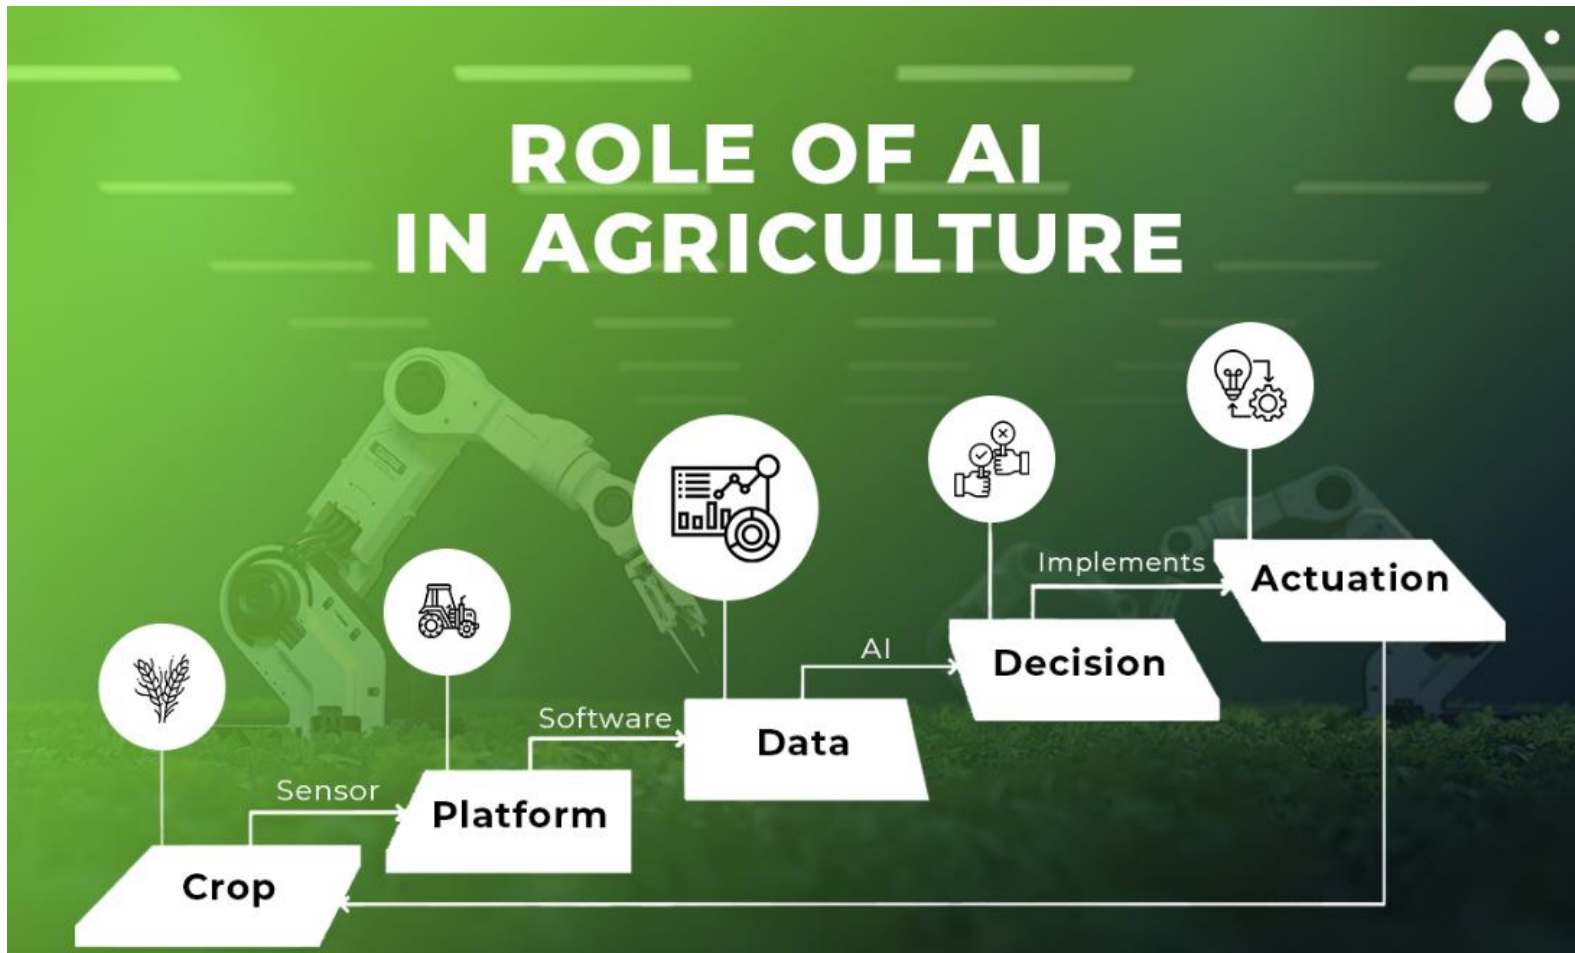 ROLE OF AI
IN AGRICULTURE
Implements
Actuation
AI
Decision
Software
Data
Sensor
Platform
Crop